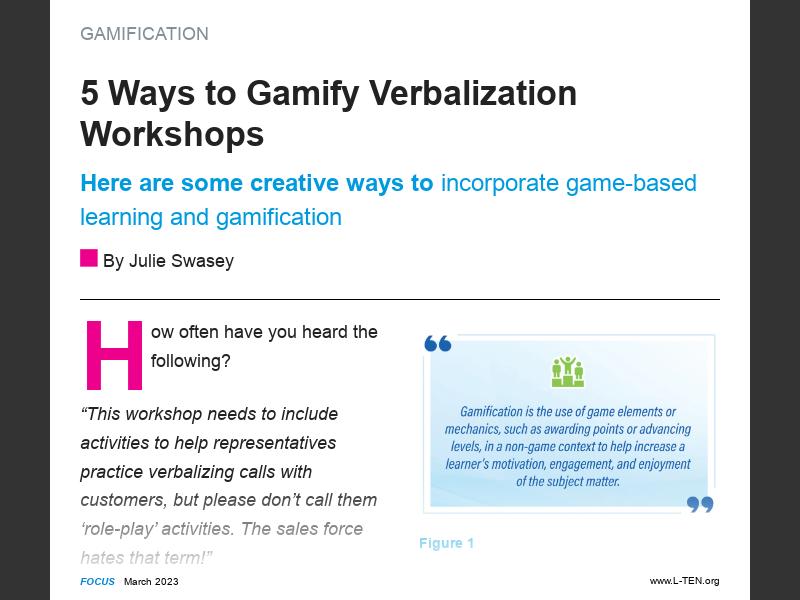 GAMIFICATION
5 Ways to Gamify Verbalization
Workshops
Here are some creative ways to incorporate game-based
learning and gamification
By Julie Swasey
How often have you heard the
following?
“This workshop needs to include
activities to help representatives
practice verbalizing calls with
customers, but please don’t call them
‘role-play’ activities. The sales force
hates that term!”
“
Gamification is the use of game elements or
mechanics, such as awarding points or advancing
levels, in a non-game context to help increase a
learner’s motivation, engagement, and enjoyment
of the subject matter.
”
Figure 1
FOCUS March 2023
www.L-TEN.org